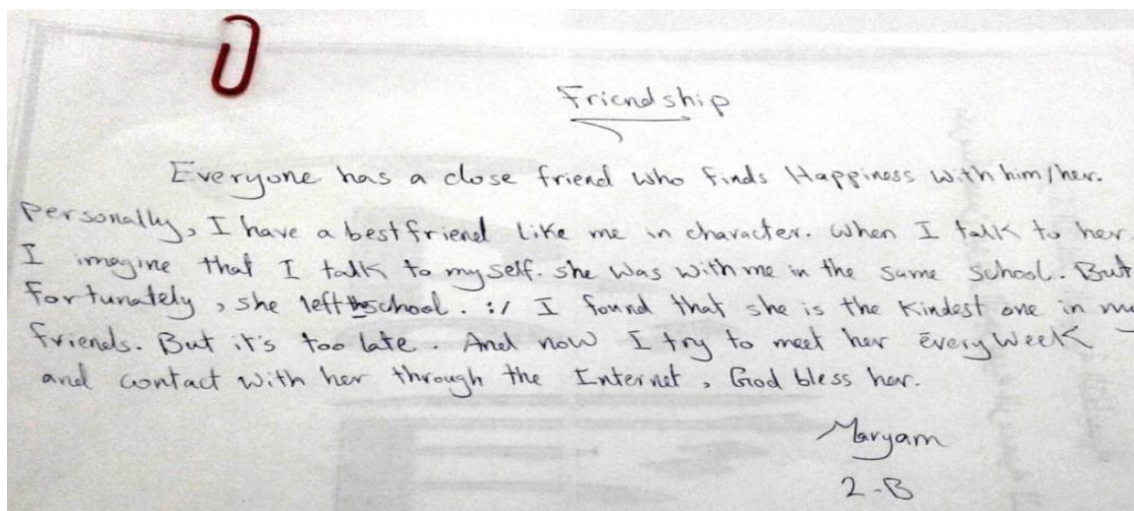 Friendship
Everyone has a close friend who finds Happiness with him/her.
Personally, I have a best friend like me in character. When I talk to her.
I imagine that I talk to myself. she was with me in the same school. But
fortunately, she left the school. :/ I found that she is the kindest one in my
friends. But it's too late. And now I try to meet her every week
and contact with her through the Internet, God bless her.
Maryam
2-B